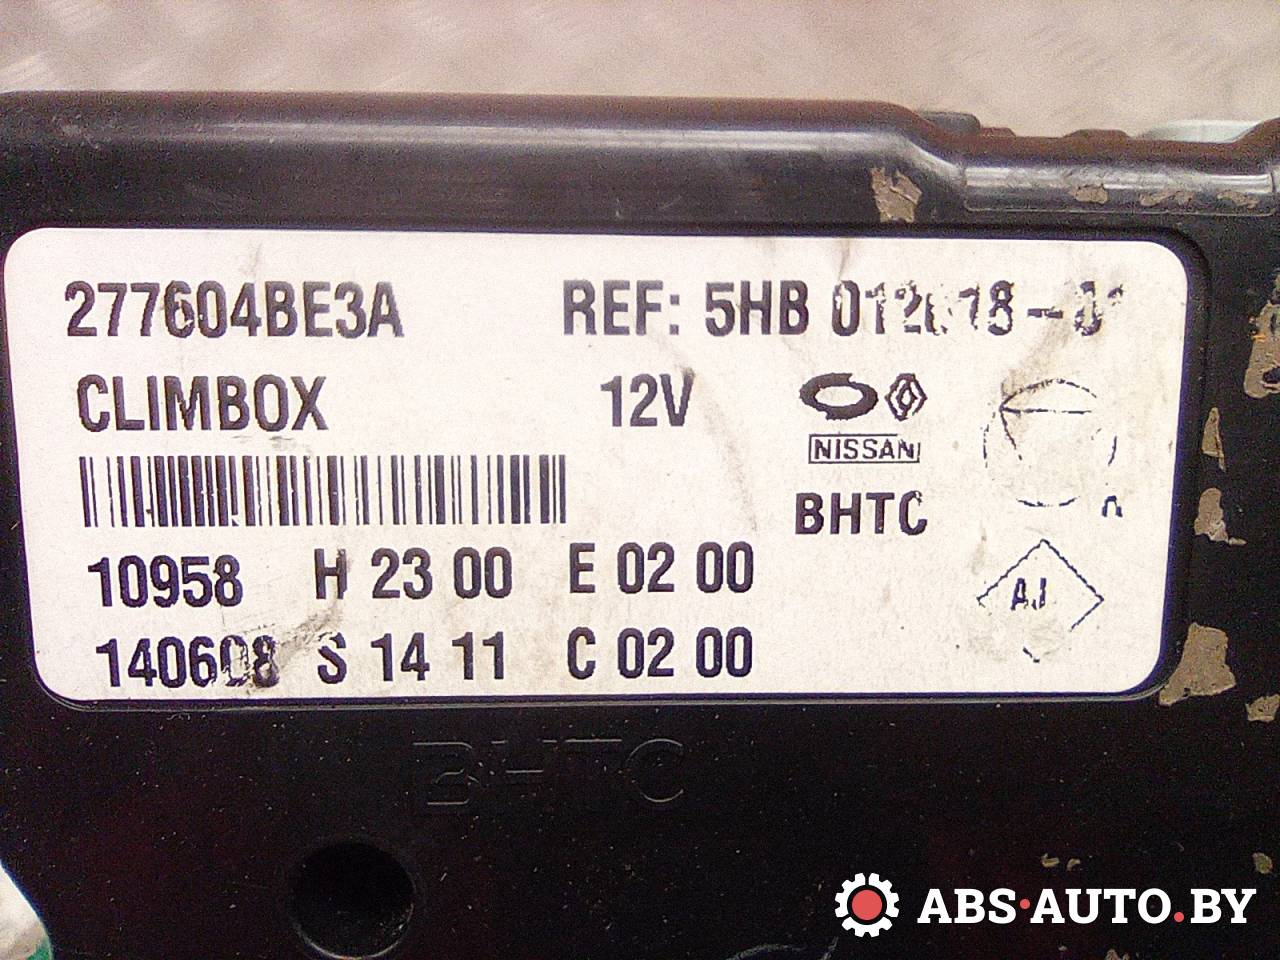 277604BE3A REF: 5HB
CLIMBOX 12V
NISSAN
BHTC
10958 H 23 00 E 02 00
140608 S 14 11 C 02 00
AJ
BHTC
ABS·AUTO.BY